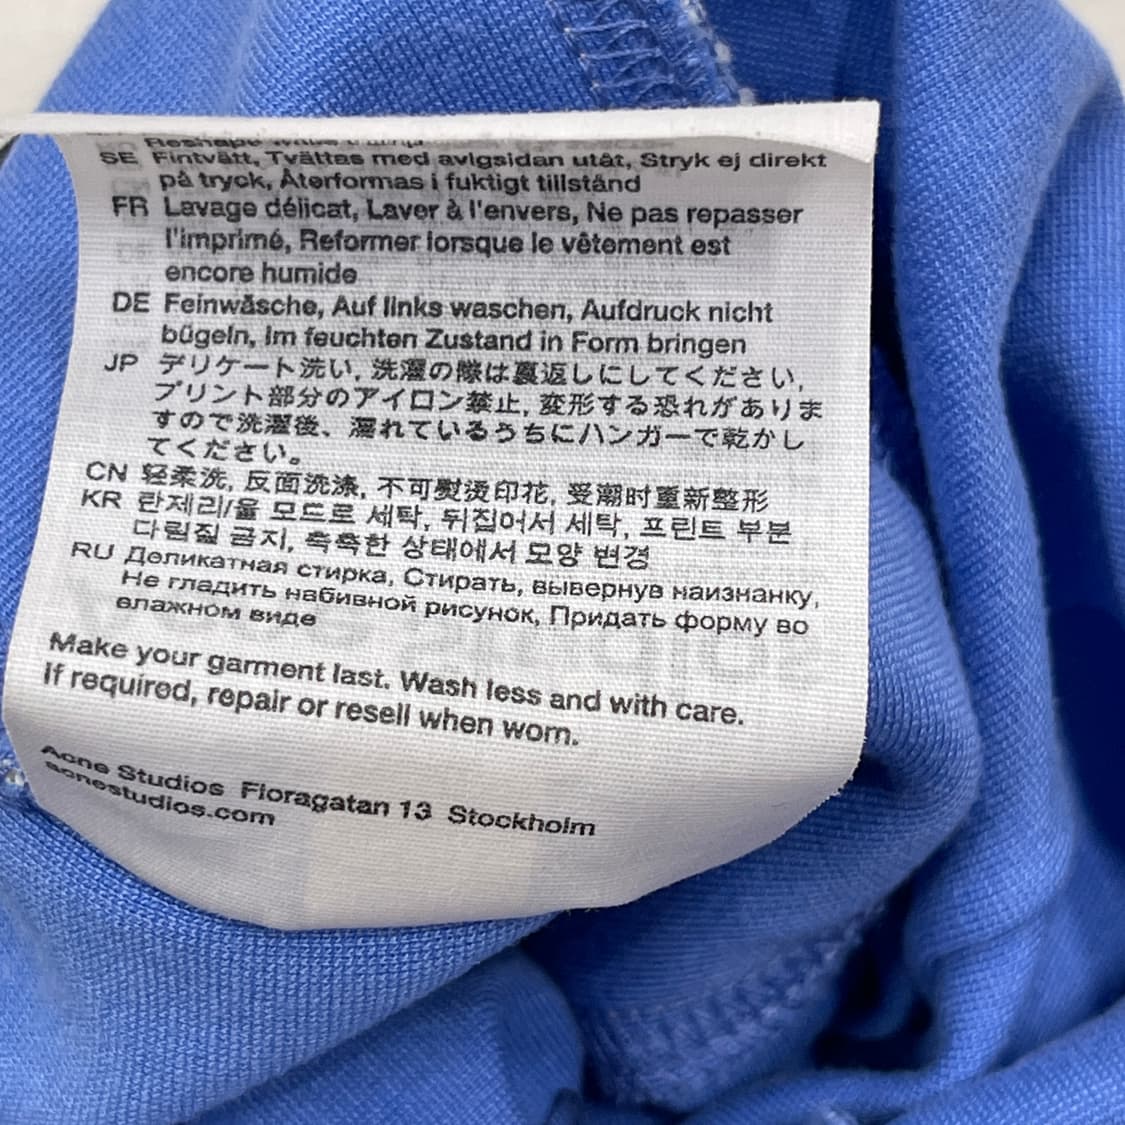 Reshape while damp
SE Fintvätt, Tvättas med avigsidan utåt, Stryk ej direkt
på tryck, Återformas i fuktigt tillstånd
FR Lavage délicat, Laver à l'envers, Ne pas repasser
l'imprimé, Reformer lorsque le vêtement est
encore humide
DE Feinwäsche, Auf links waschen, Aufdruck nicht
bügeln, Im feuchten Zustand in Form bringen
JP デリケート洗い, 洗濯の際は裏返しにしてください,
プリント部分のアイロン禁止, 変形する恐れがありま
すので洗濯後、濡れているうちにハンガーで乾かし
てください。
CN 轻柔洗, 反面洗涤, 不可熨烫印花, 受潮时重新整形
KR 란제리/울 모드로 세탁, 뒤집어서 세탁, 프린트 부분
다림질 금지, 축축한 상태에서 모양 변경
RU Деликатная стирка, Стирать, вывернув наизнанку,
Не гладить набивной рисунок, Придать форму во
влажном виде
Make your garment last. Wash less and with care.
If required, repair or resell when worn.
Acne Studios Floragatan 13 Stockholm
acnestudios.com